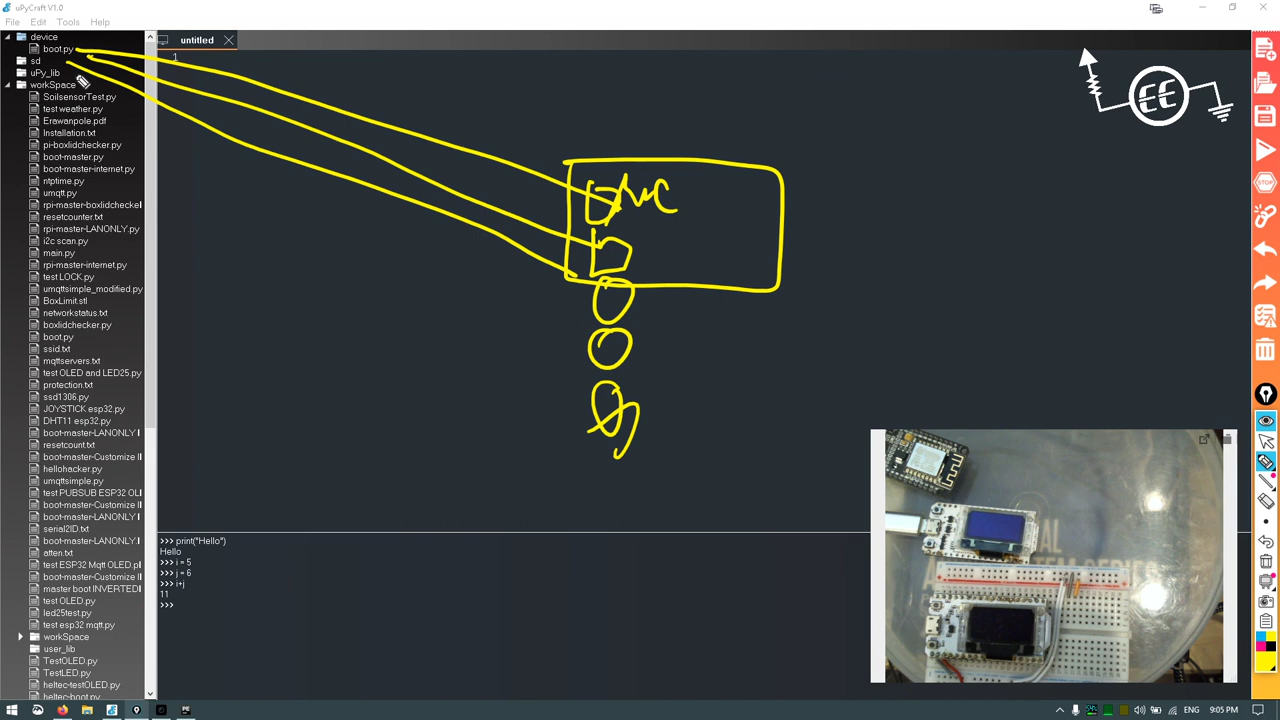 uPyCraft V1.0
File Edit Tools Help
device
boot.py
sd
uPy_lib
workSpace
SoilsensorTest.py
test weather.py
Erawanpole.pdf
Installation.txt
pi-boxlidchecker.py
boot-master.py
boot-master-internet.py
ntptime.py
umqtt.py
rpi-master-boxlidcheckel
resetcounter.txt
rpi-master-LANONLY.py
i2c scan.py
main.py
rpi-master-internet.py
test LOCK.py
umqttsimple_modified.py
BoxLimit.stl
networkstatus.txt
boxlidchecker.py
boot.py
ssid.txt
mqttservers.txt
test OLED and LED25.py
protection.txt
ssd1306.py
JOYSTICK esp32.py
DHT11 esp32.py
boot-master-LANONLY I
resetcount.txt
boot-master-Customize II
hellohacker.py
umqttsimple.py
test PUBSUB ESP32 OL
boot-master-Customize II
boot-master-LANONLY I
serial2ID.txt
boot-master-LANONLY.I
atten.txt
test ESP32 Mqtt OLED.pl
boot-master-Customize II
master boot INVERTED!
test OLED.py
led25test.py
test esp32 mqtt.py
workSpace
user_lib
TestOLED.py
TestLED.py
heltec-testOLED.py
heltec-boot.py
untitled
1
EE
>>> print("Hello")
Hello
>>> i = 5
>>> j = 6
>>> i+j
11
>>>
ENG 9:05 PM